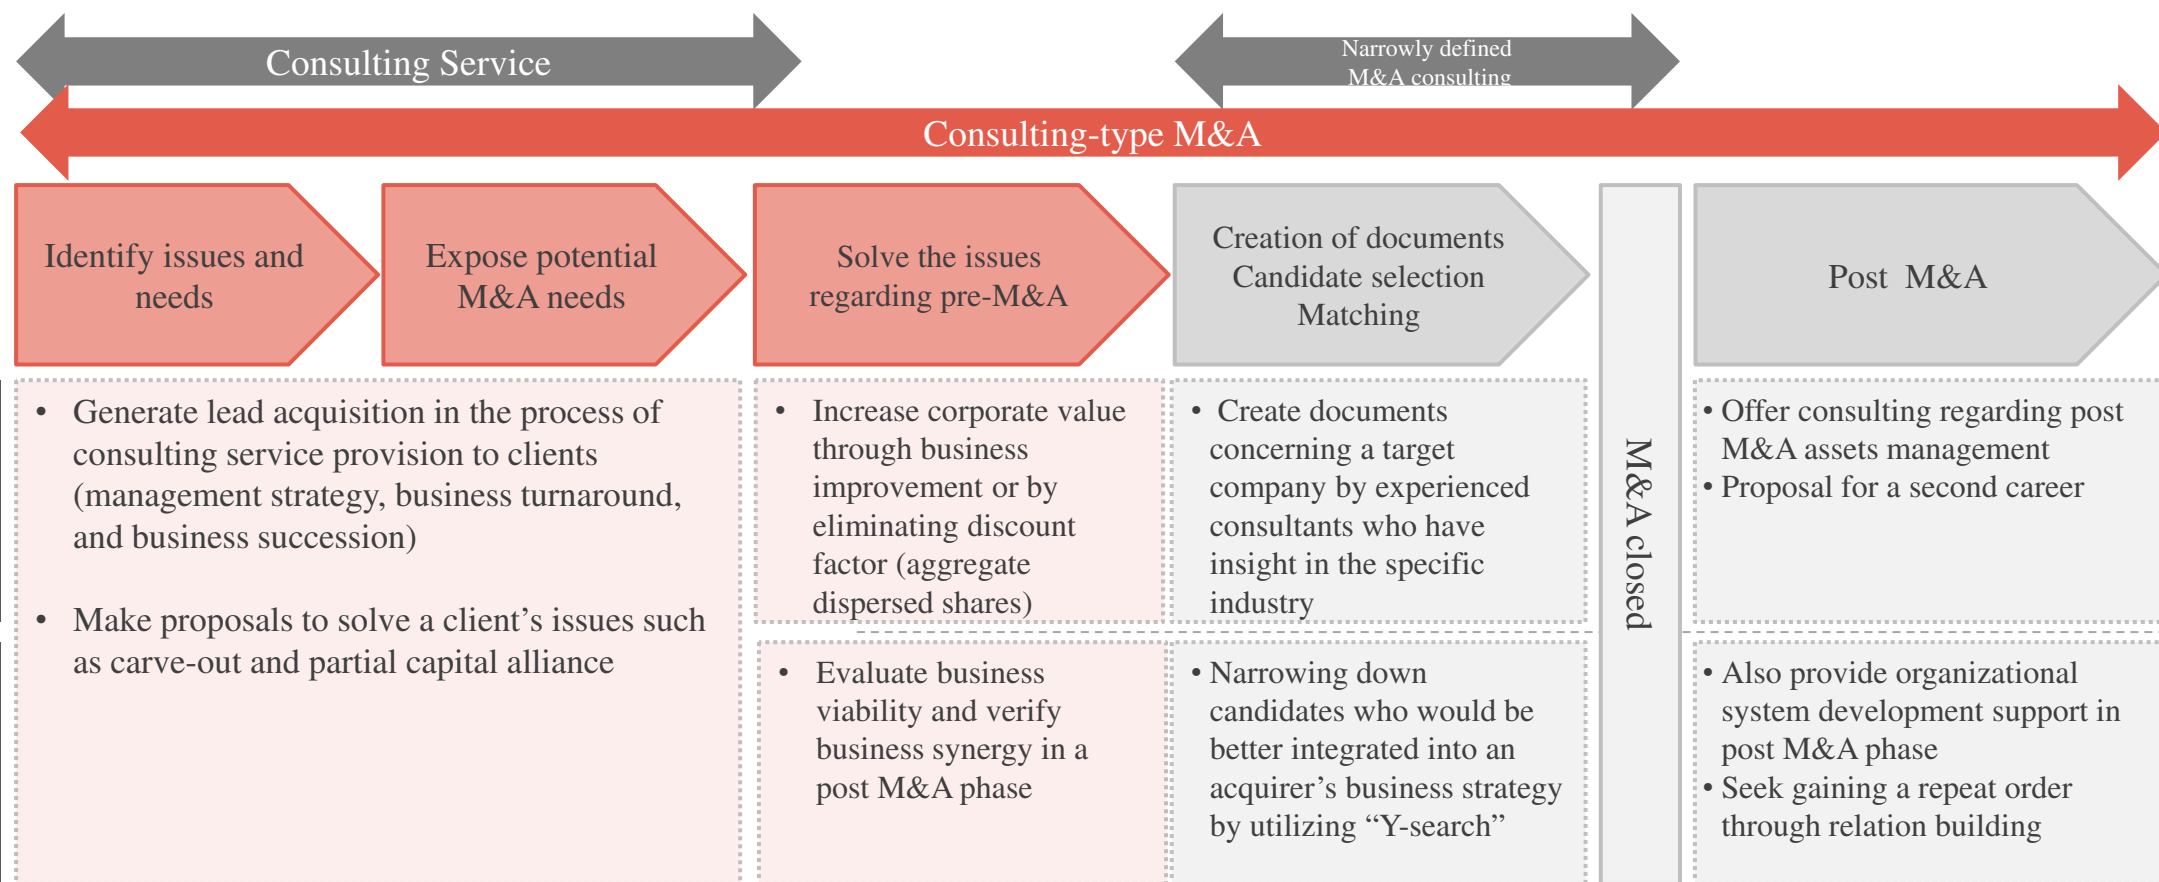 Consulting Service
Narrowly defined
M&A consulting
Consulting-type M&A
Identify issues and
needs
Expose potential
M&A needs
Solve the issues
regarding pre-M&A
Creation of documents
Candidate selection
Matching
Post M&A
• Generate lead acquisition in the process of
consulting service provision to clients
(management strategy, business turnaround,
and business succession)
• Make proposals to solve a client’s issues such
as carve-out and partial capital alliance
• Increase corporate value
through business
improvement or by
eliminating discount
factor (aggregate
dispersed shares)
• Evaluate business
viability and verify
business synergy in a
post M&A phase
• Create documents
concerning a target
company by experienced
consultants who have
insight in the specific
industry
• Narrowing down
candidates who would be
better integrated into an
acquirer’s business strategy
by utilizing “Y-search”
M&A closed
• Offer consulting regarding post
M&A assets management
• Proposal for a second career
• Also provide organizational
system development support in
post M&A phase
• Seek gaining a repeat order
through relation building